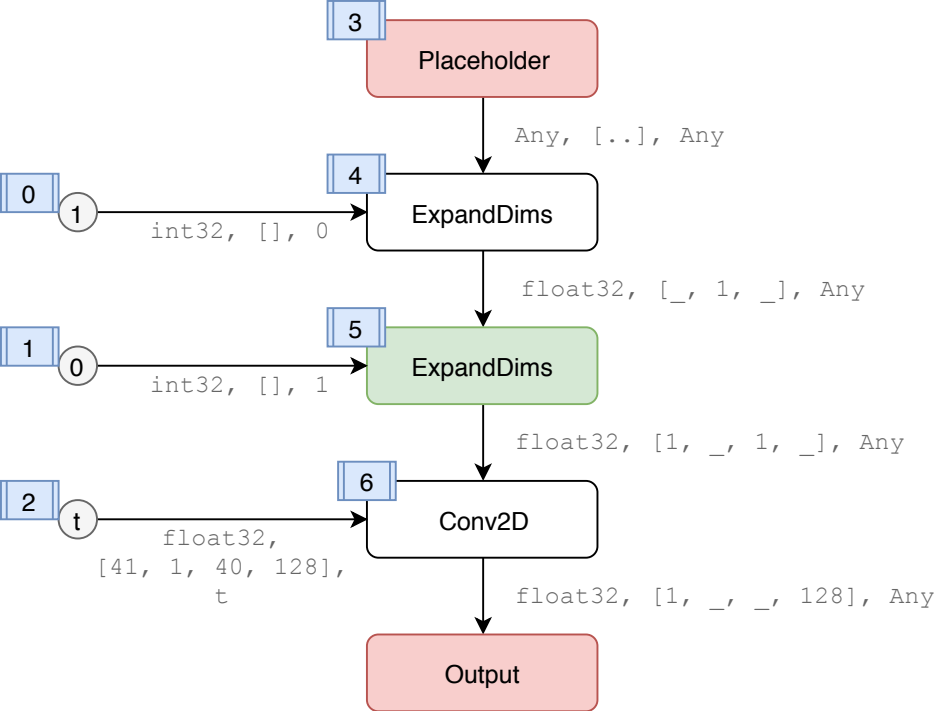 3
Placeholder
Any, [..], Any
4
0
1
ExpandDims
int32, [], 0
float32, [_, 1, _], Any
5
1
0
ExpandDims
int32, [], 1
float32, [1, _, 1, _], Any
6
2
t
Conv2D
float32,
[41, 1, 40, 128],
t
float32, [1, _, _, 128], Any
Output